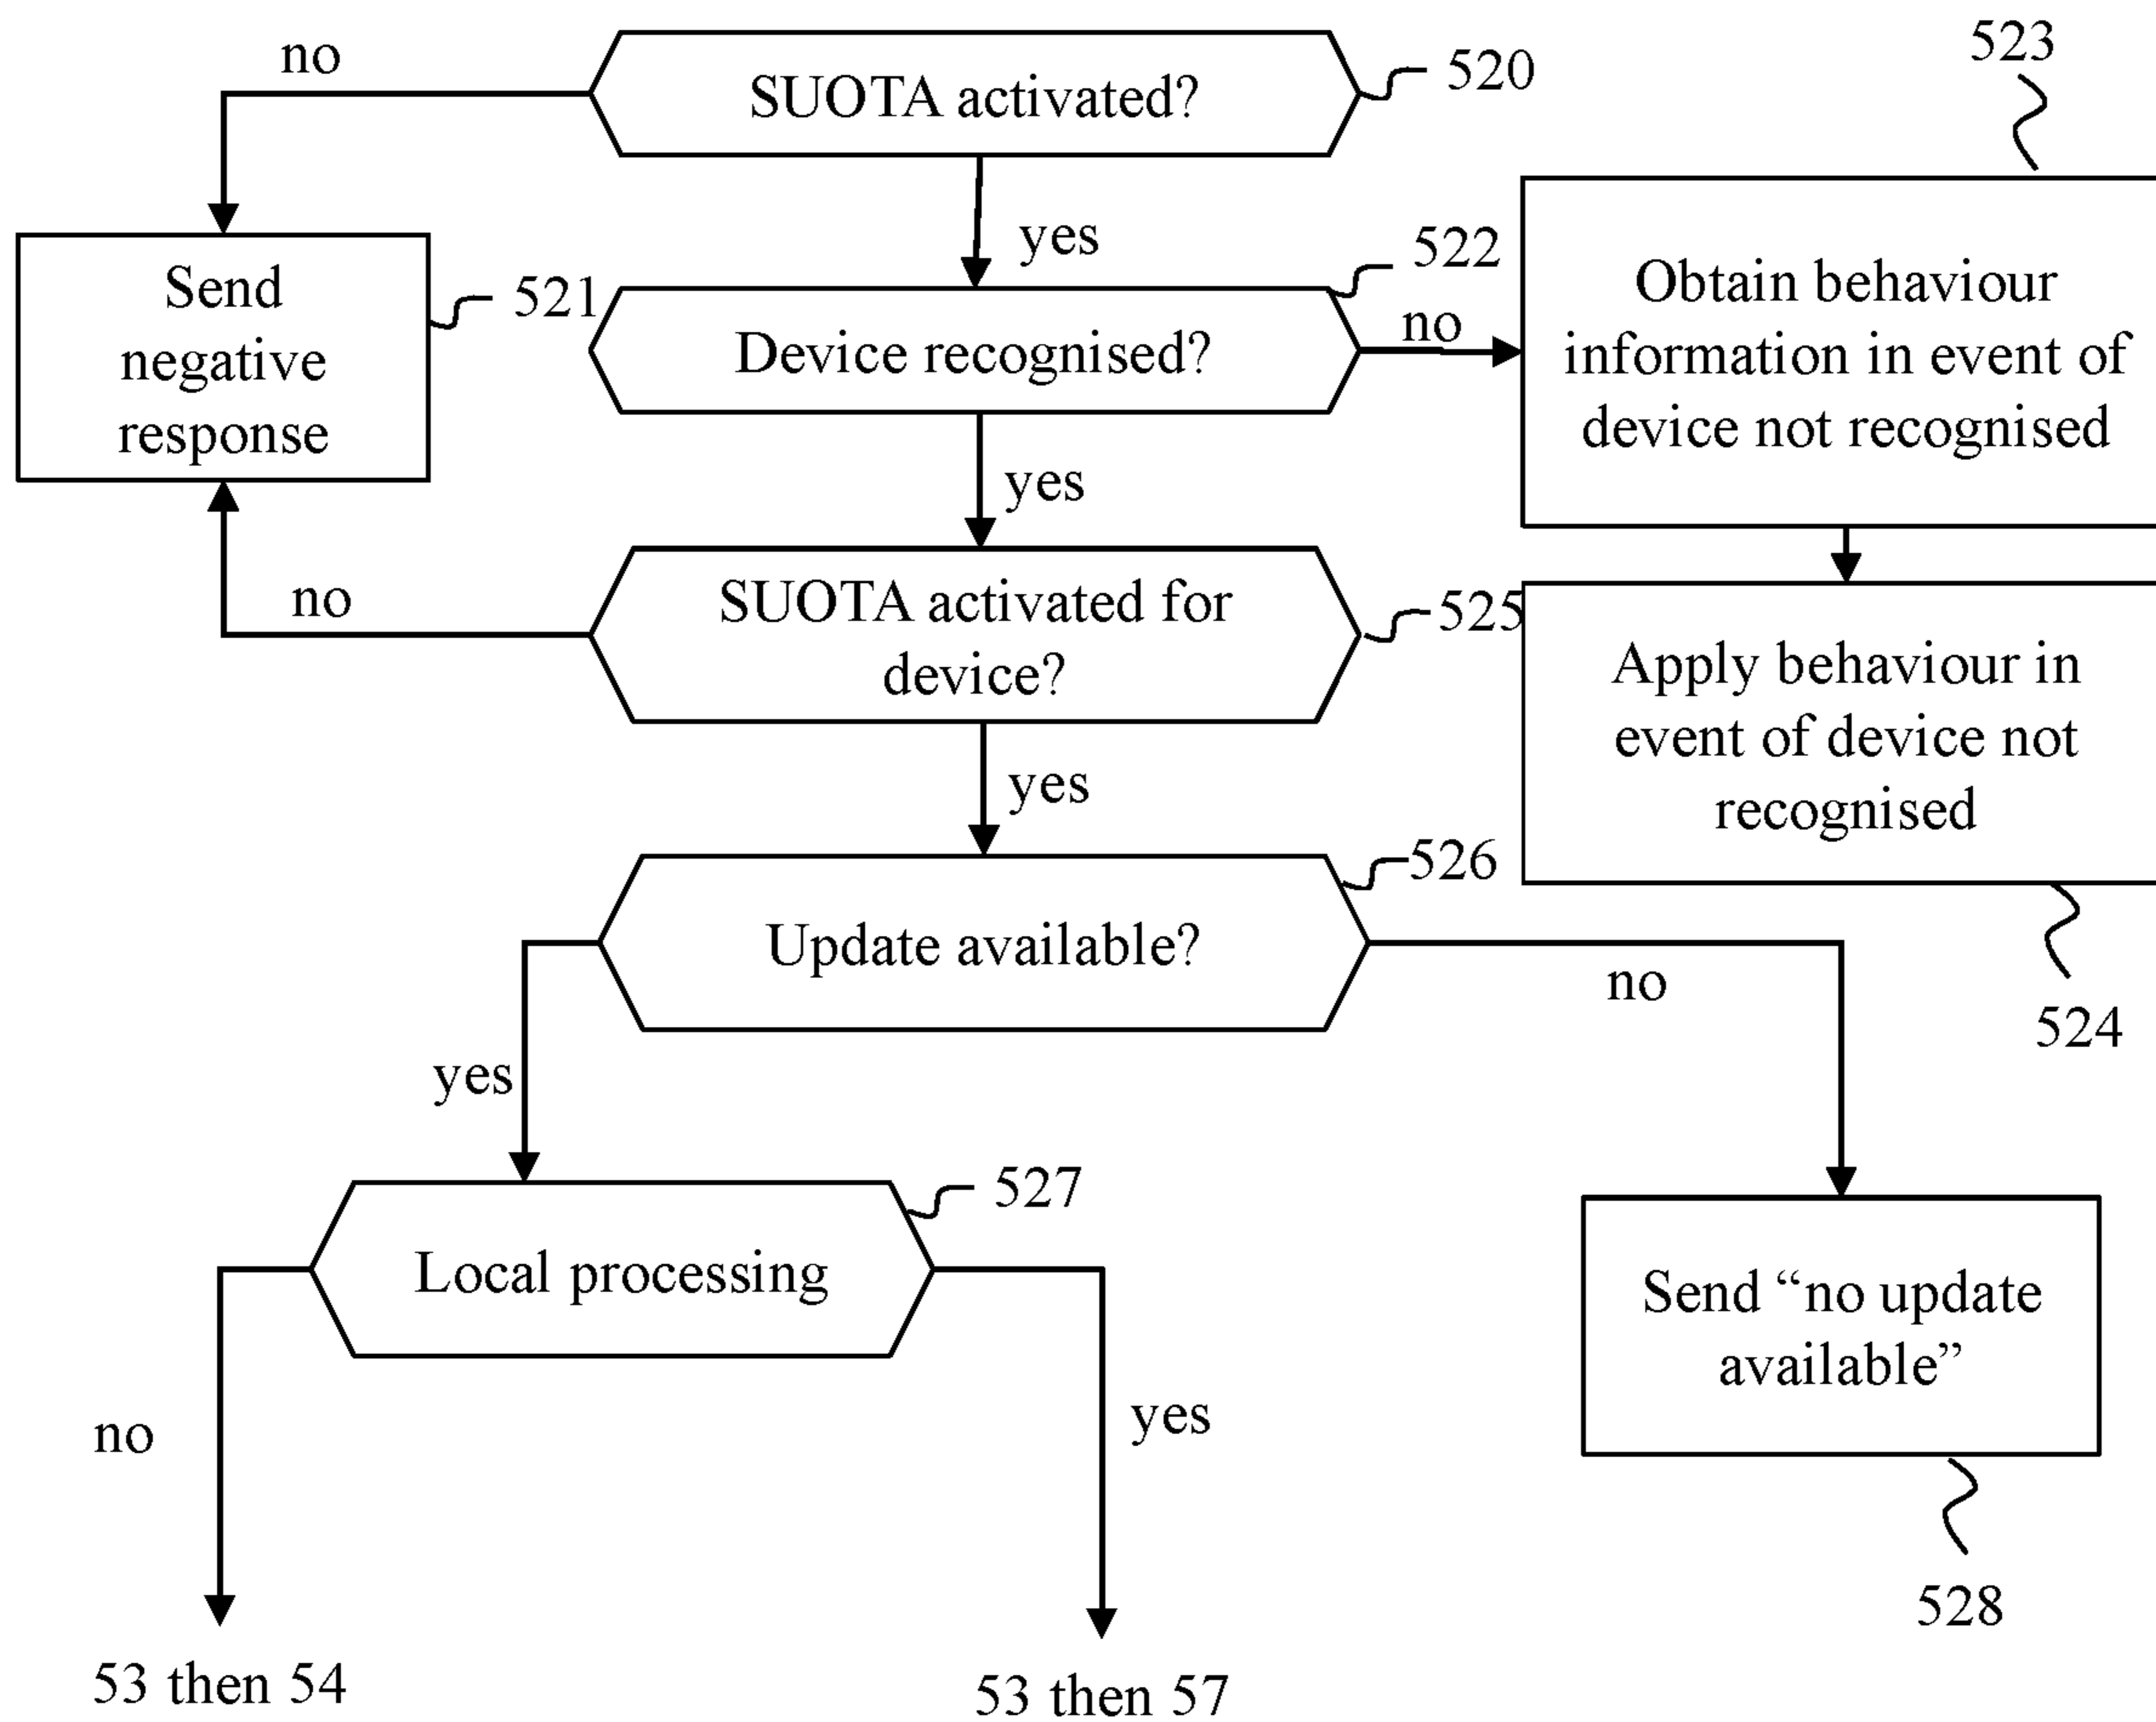 no
SUOTA activated?
520
523
yes
522
Send
negative
response
521
Device recognised?
no
Obtain behaviour
information in event of
device not recognised
yes
no
SUOTA activated for
device?
525
Apply behaviour in
event of device not
recognised
yes
526
Update available?
no
524
yes
527
Local processing
Send “no update
available”
no
yes
528
53 then 54
53 then 57